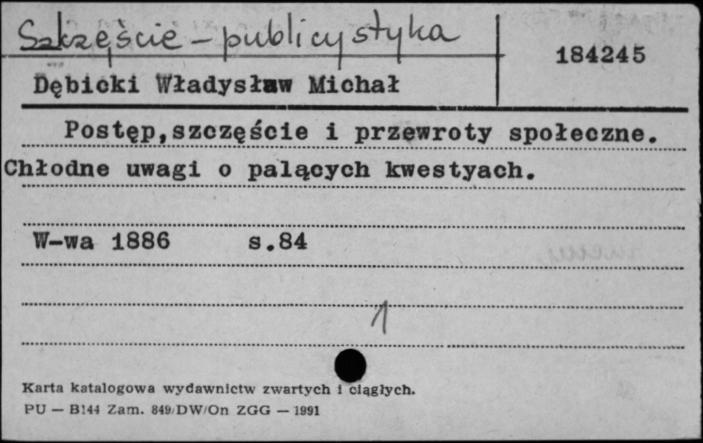 Szczęście - publicystyka
184245
Dębicki Władysław Michał
Postęp,szczęście i przewroty społeczne.
Chłodne uwagi o palących kwestyach.
W-wa 1886 s.84
1
Karta katalogowa wydawnictw zwartych i ciągłych.
PU — B144 Zam. 849/DW/On ZGG — 1991